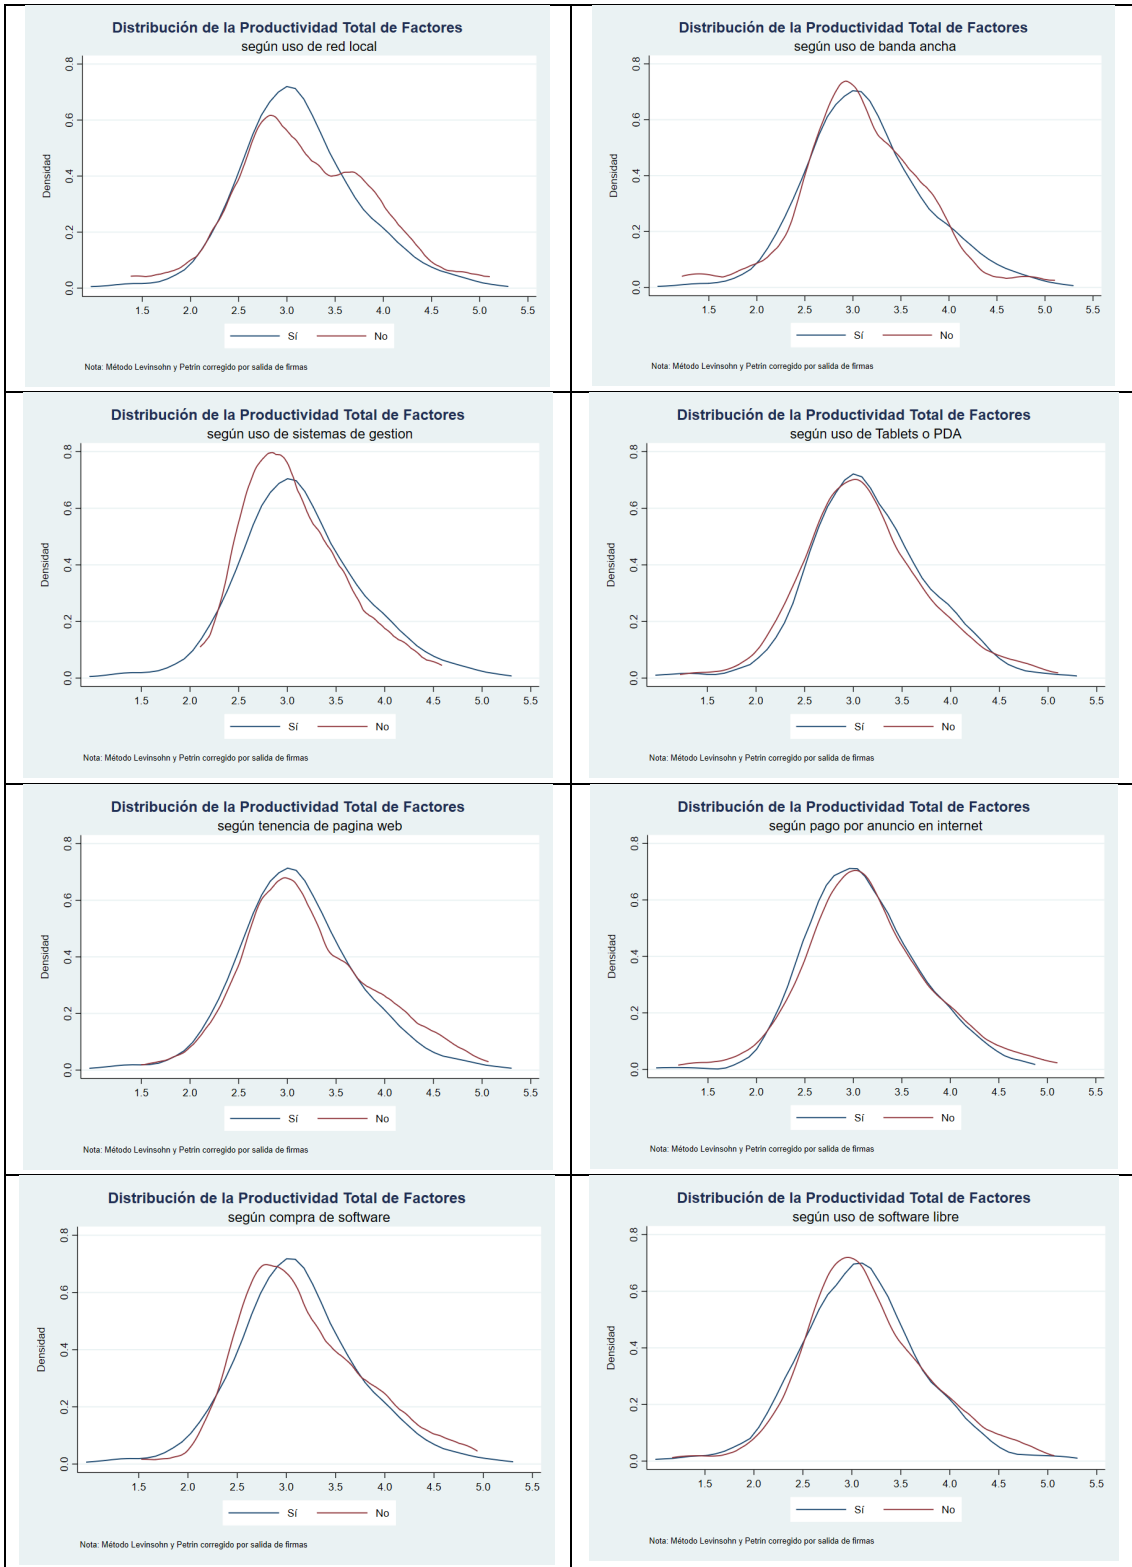 Distribución de la Productividad Total de Factores
según uso de red local
Densidad
0.8
0.6
0.4
0.2
0.0
1.5 2.0 2.5 3.0 3.5 4.0 4.5 5.0 5.5
Sí No
Nota: Método Levinsohn y Petrin corregido por salida de firmas
Distribución de la Productividad Total de Factores
según uso de banda ancha
Densidad
0.8
0.6
0.4
0.2
0.0
1.5 2.0 2.5 3.0 3.5 4.0 4.5 5.0 5.5
Sí No
Nota: Método Levinsohn y Petrin corregido por salida de firmas
Distribución de la Productividad Total de Factores
según uso de sistemas de gestion
Densidad
0.8
0.6
0.4
0.2
0.0
1.5 2.0 2.5 3.0 3.5 4.0 4.5 5.0 5.5
Sí No
Nota: Método Levinsohn y Petrin corregido por salida de firmas
Distribución de la Productividad Total de Factores
según uso de Tablets o PDA
Densidad
0.8
0.6
0.4
0.2
0.0
1.5 2.0 2.5 3.0 3.5 4.0 4.5 5.0 5.5
Sí No
Nota: Método Levinsohn y Petrin corregido por salida de firmas
Distribución de la Productividad Total de Factores
según tenencia de pagina web
Densidad
0.8
0.6
0.4
0.2
0.0
1.5 2.0 2.5 3.0 3.5 4.0 4.5 5.0 5.5
Sí No
Nota: Método Levinsohn y Petrin corregido por salida de firmas
Distribución de la Productividad Total de Factores
según pago por anuncio en internet
Densidad
0.8
0.6
0.4
0.2
0.0
1.5 2.0 2.5 3.0 3.5 4.0 4.5 5.0 5.5
Sí No
Nota: Método Levinsohn y Petrin corregido por salida de firmas
Distribución de la Productividad Total de Factores
según compra de software
Densidad
0.8
0.6
0.4
0.2
0.0
1.5 2.0 2.5 3.0 3.5 4.0 4.5 5.0 5.5
Sí No
Nota: Método Levinsohn y Petrin corregido por salida de firmas
Distribución de la Productividad Total de Factores
según uso de software libre
Densidad
0.8
0.6
0.4
0.2
0.0
1.5 2.0 2.5 3.0 3.5 4.0 4.5 5.0 5.5
Sí No
Nota: Método Levinsohn y Petrin corregido por salida de firmas